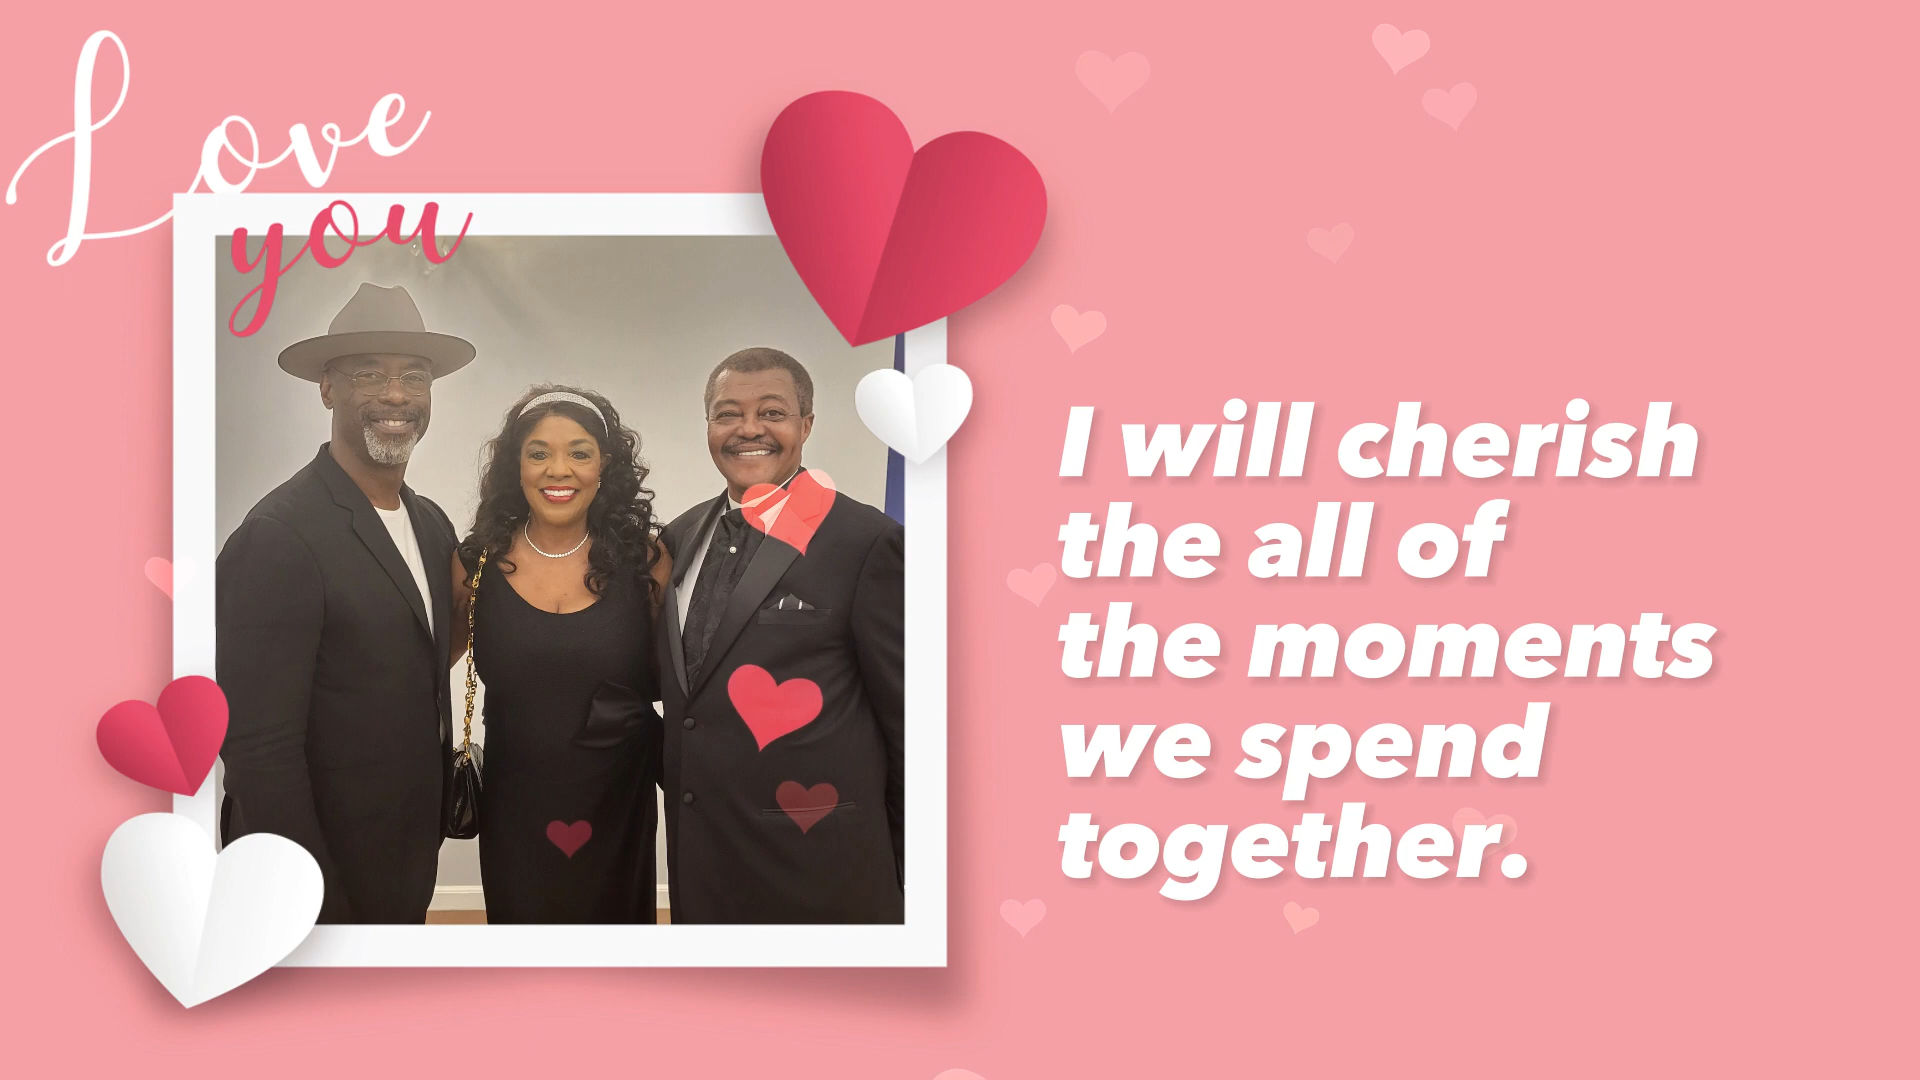 Love
you
I will cherish
the all of
the moments
we spend
together.